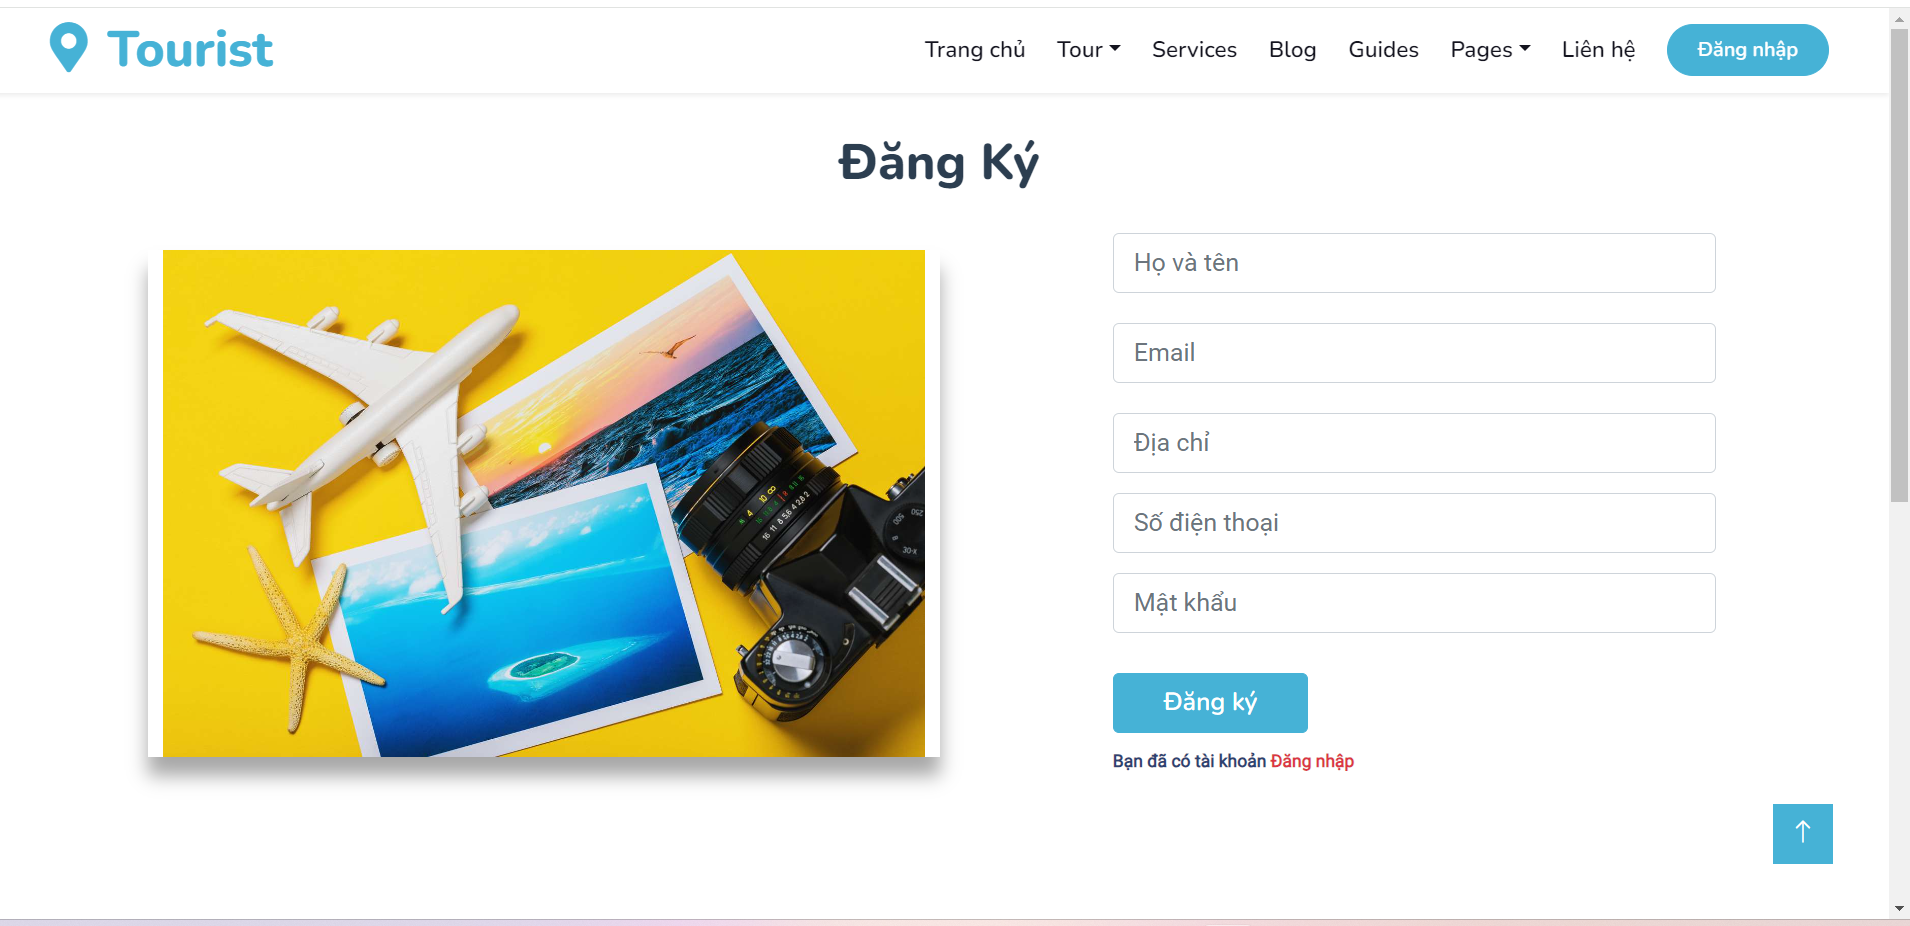 Tourist
Trang chủ Tour Services Blog Guides Pages Liên hệ Đăng nhập
Đăng Ký
Họ và tên
Email
Địa chỉ
Số điện thoại
Mật khẩu
Đăng ký
Bạn đã có tài khoản Đăng nhập